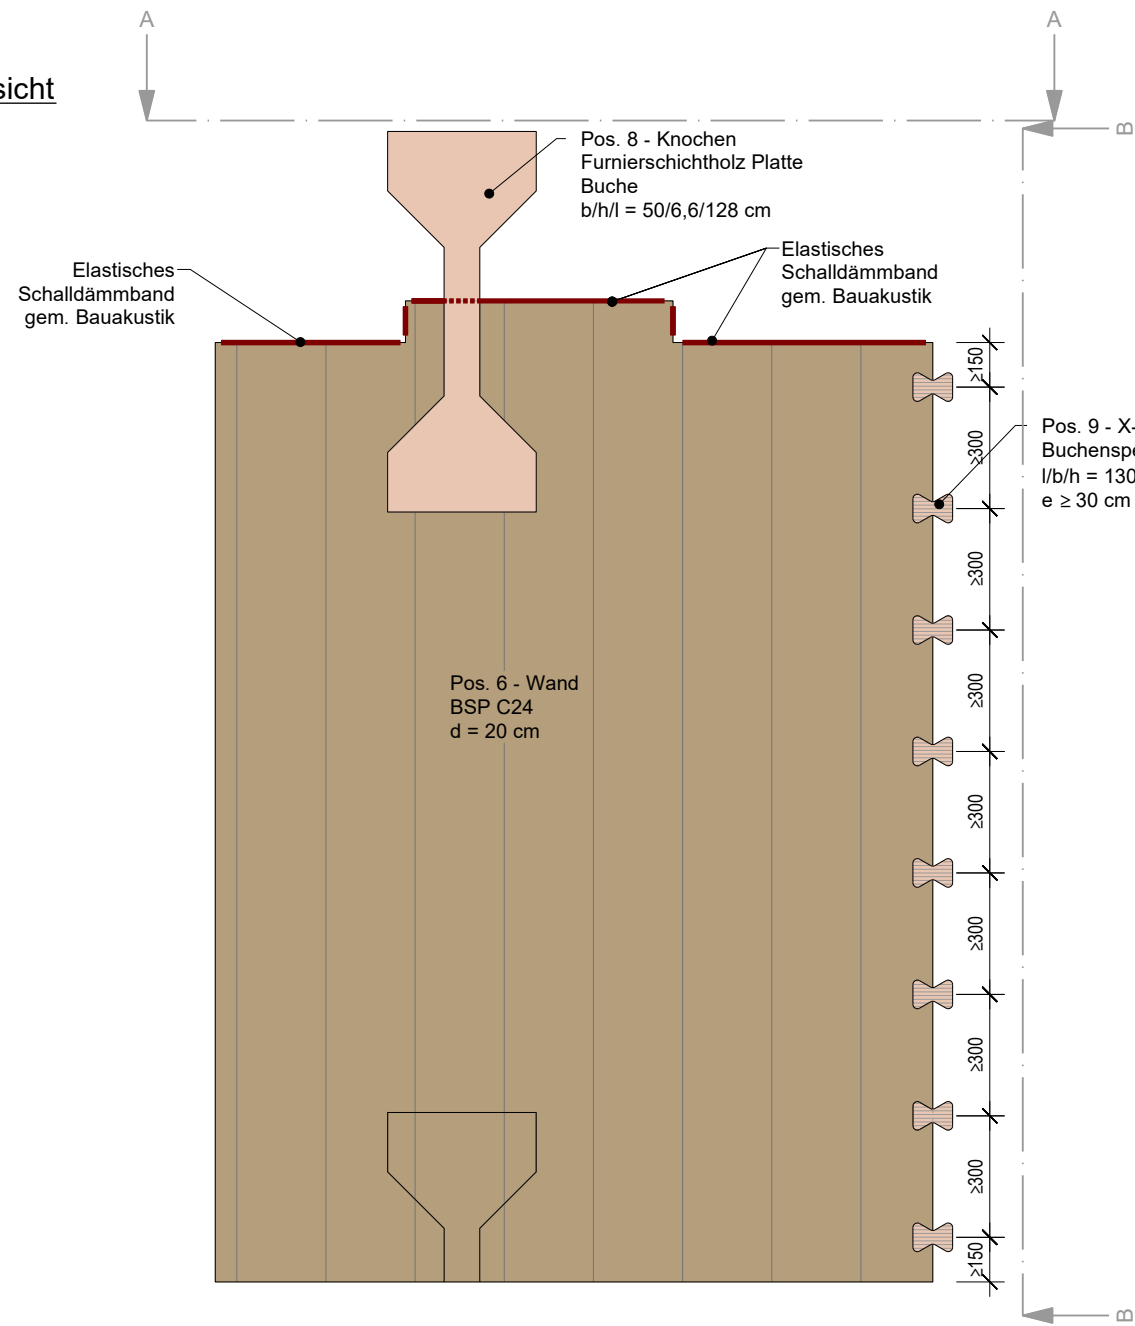 A
A
sicht
B
Pos. 8 - Knochen
Furnierschichtholz Platte
Buche
b/h/l = 50/6,6/128 cm
Elastisches
Schalldämmband
gem. Bauakustik
Elastisches
Schalldämmband
gem. Bauakustik
≥150
≥300
Pos. 9 - X-
Buchenspe
l/b/h = 130
e ≥ 30 cm
≥300
Pos. 6 - Wand
BSP C24
d = 20 cm
≥300
≥300
≥300
≥300
≥300
≥150
B